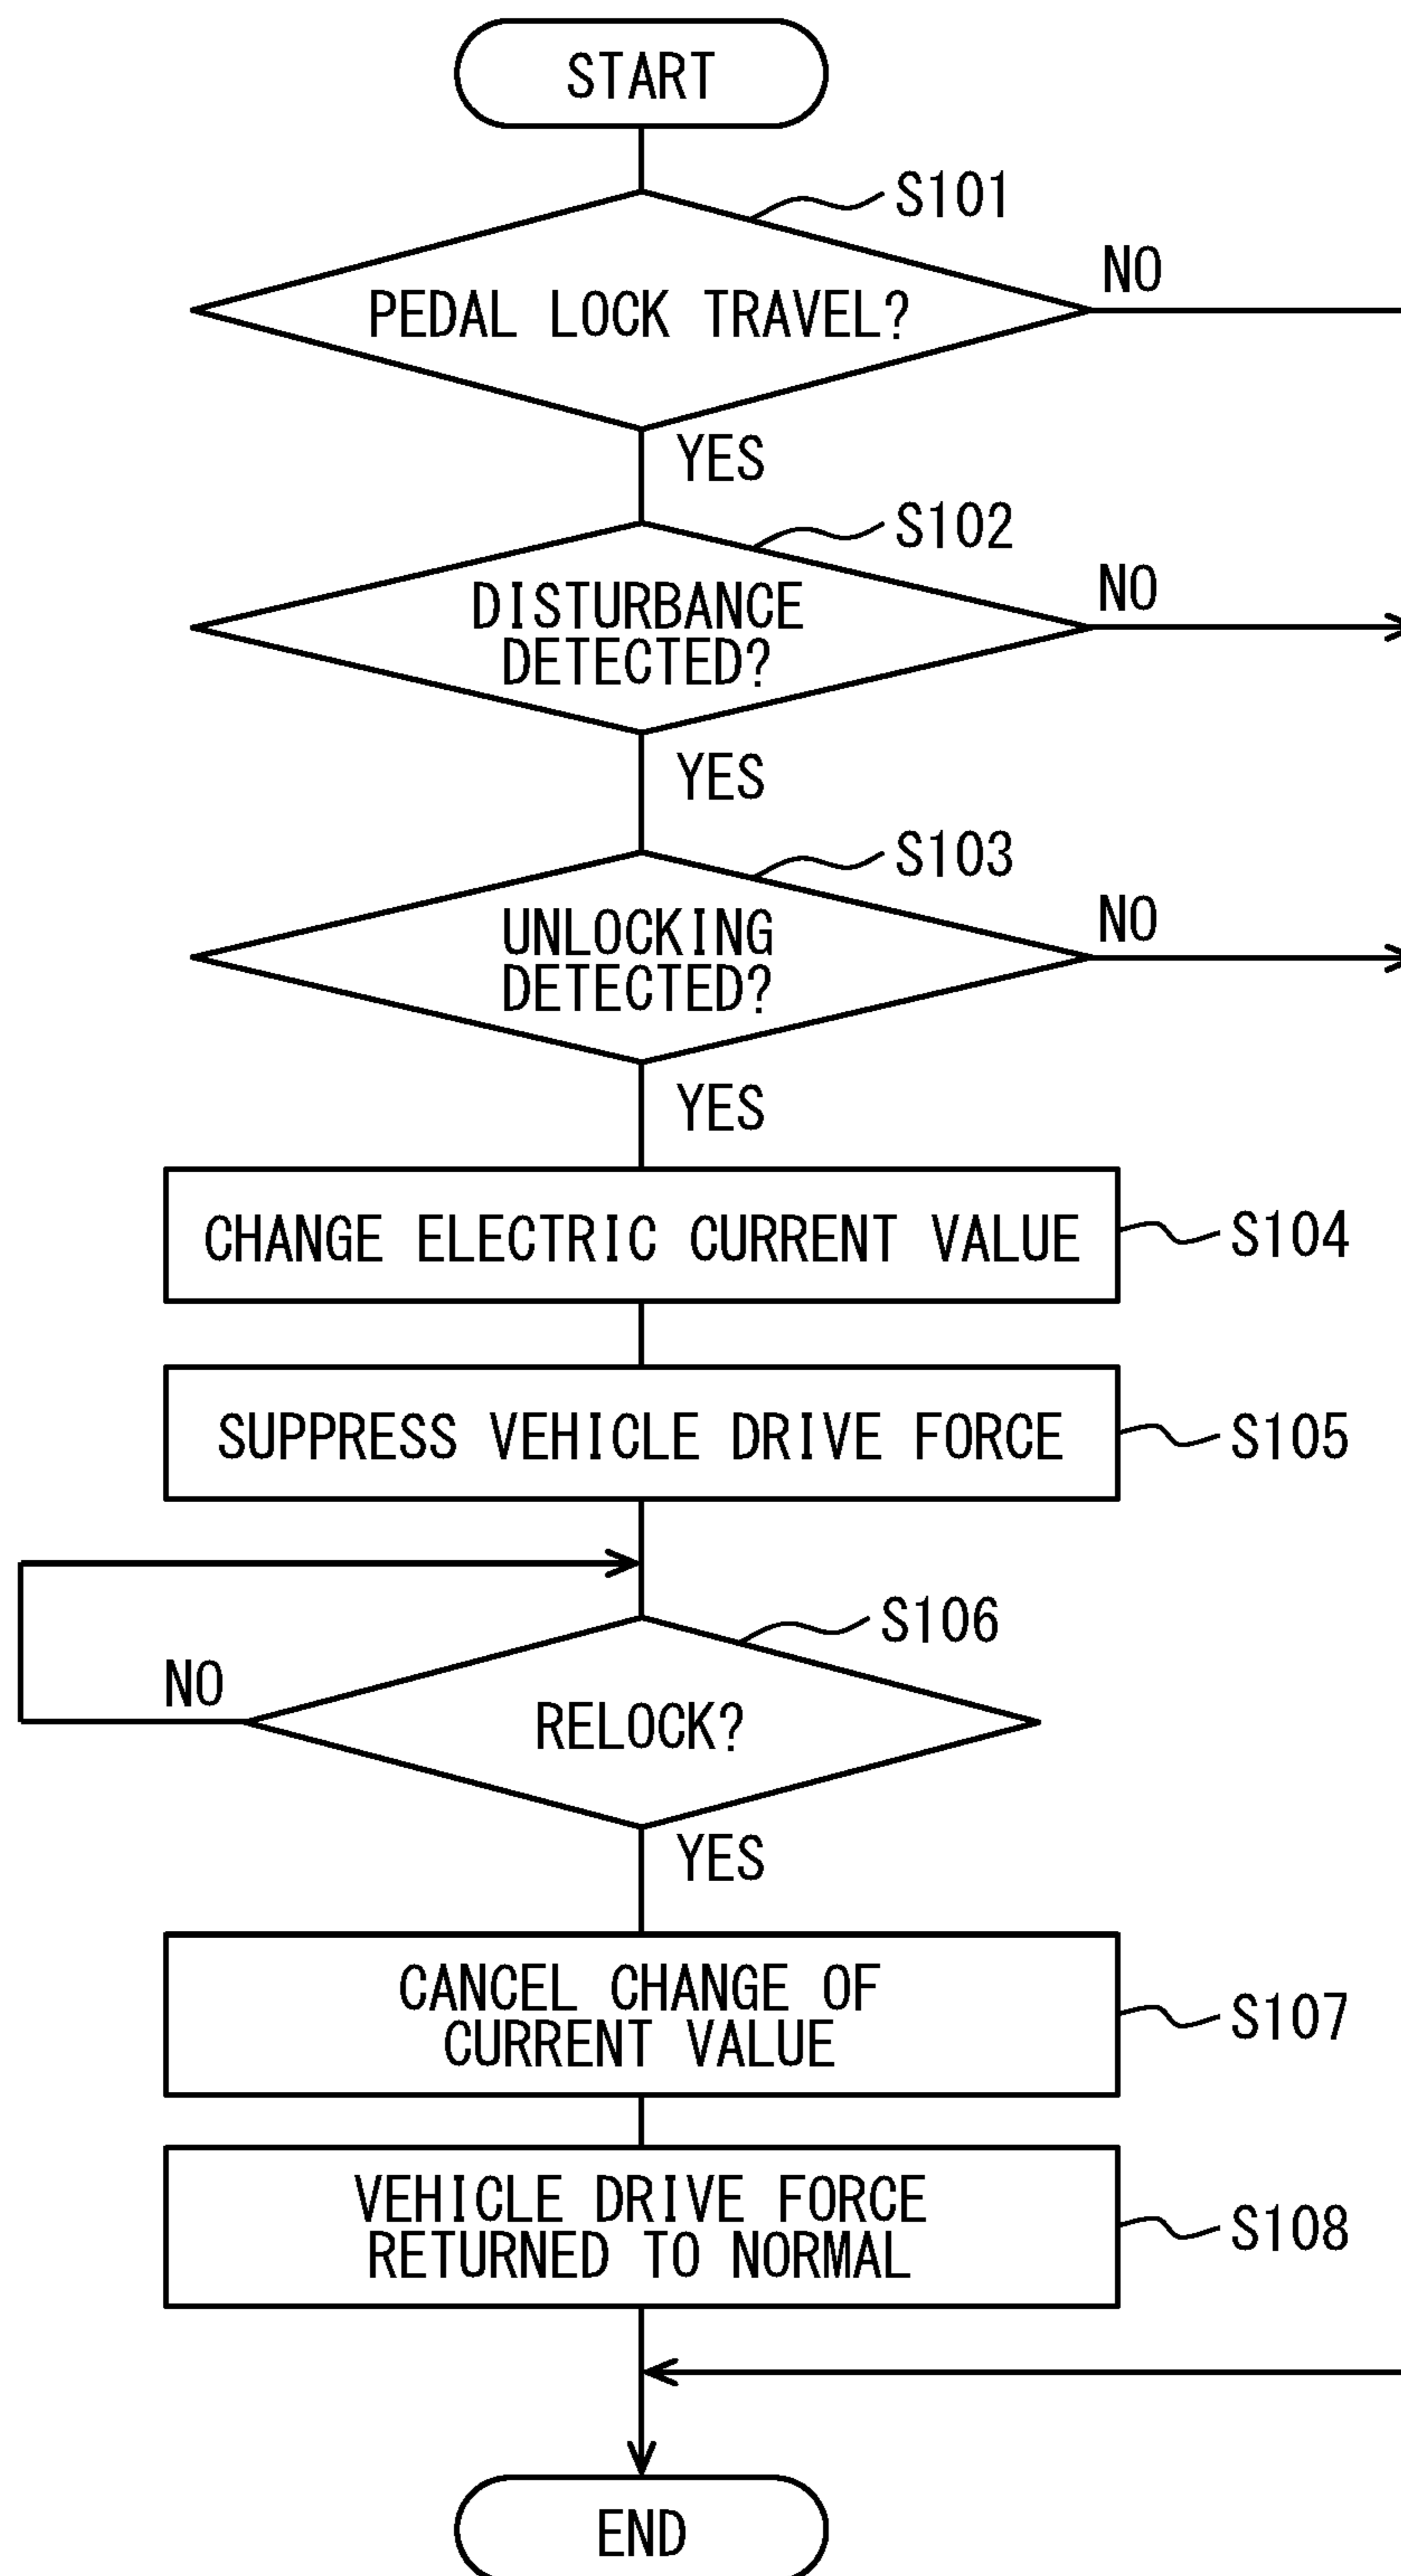 START
S101
NO
PEDAL LOCK TRAVEL?
YES
S102
NO
DISTURBANCE
DETECTED?
YES
S103
NO
UNLOCKING
DETECTED?
YES
CHANGE ELECTRIC CURRENT VALUE
S104
SUPPRESS VEHICLE DRIVE FORCE
S105
S106
NO
RELOCK?
YES
CANCEL CHANGE OF
CURRENT VALUE
S107
VEHICLE DRIVE FORCE
RETURNED TO NORMAL
S108
END